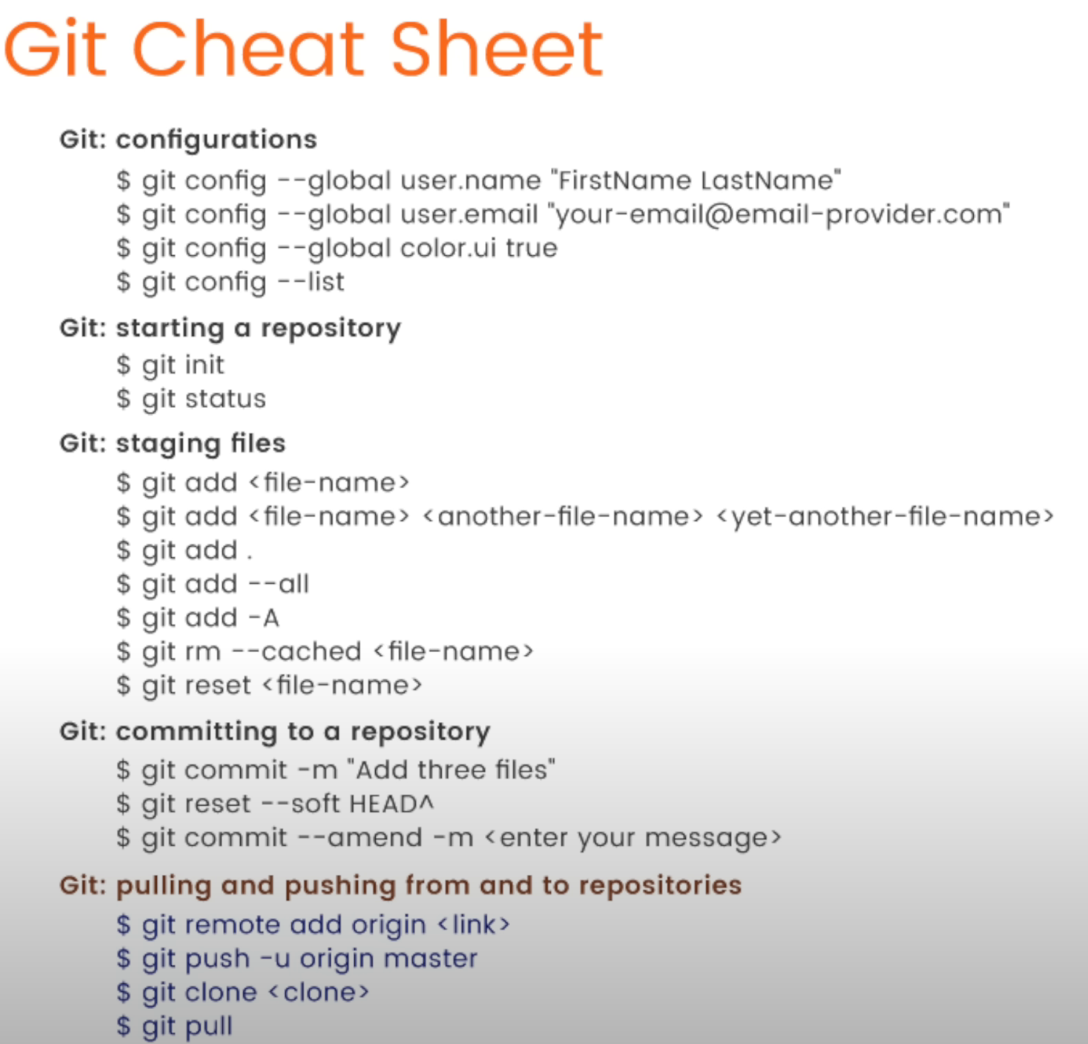 Git Cheat Sheet
Git: configurations
$ git config --global user.name "FirstName LastName"
$ git config --global user.email "your-email@email-provider.com"
$ git config --global color.ui true
$ git config --list
Git: starting a repository
$ git init
$ git status
Git: staging files
$ git add <file-name>
$ git add <file-name> <another-file-name> <yet-another-file-name>
$ git add .
$ git add --all
$ git add -A
$ git rm --cached <file-name>
$ git reset <file-name>
Git: committing to a repository
$ git commit -m "Add three files"
$ git reset --soft HEAD^
$ git commit --amend -m <enter your message>
Git: pulling and pushing from and to repositories
$ git remote add origin <link>
$ git push -u origin master
$ git clone <clone>
$ git pull